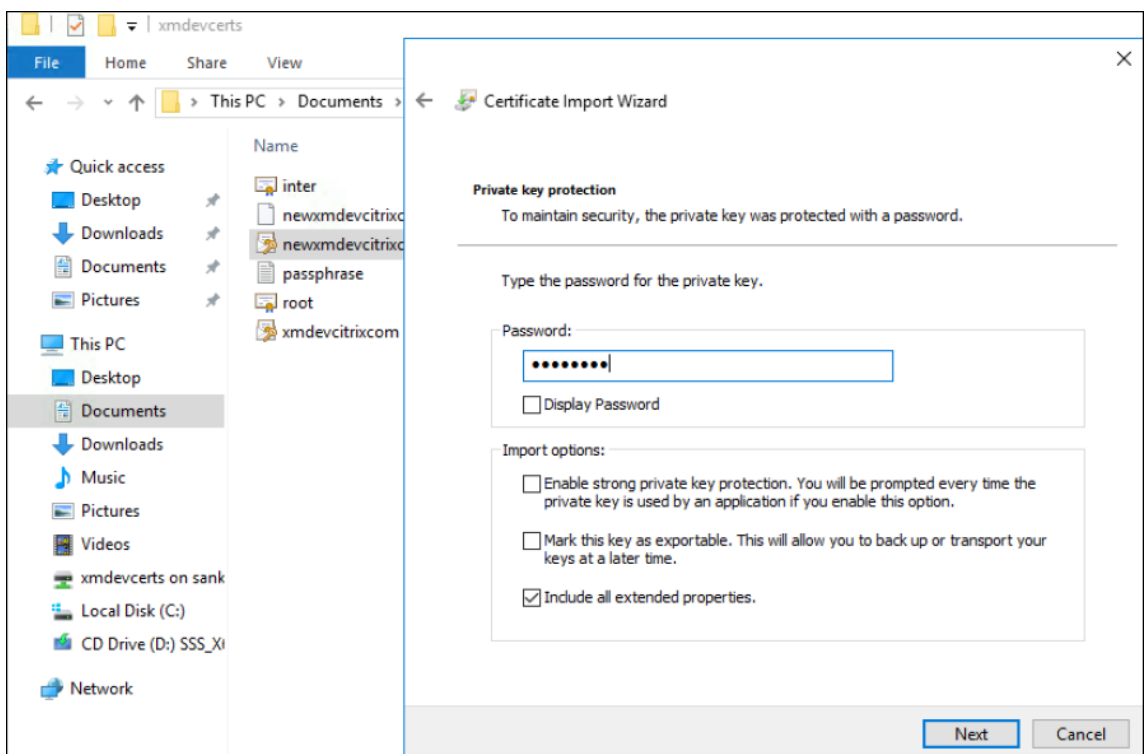 xmdevcerts
File Home Share View
This PC > Documents >
Quick access
Desktop
Downloads
Documents
Pictures
This PC
Desktop
Documents
Downloads
Music
Pictures
Videos
xmdevcerts on sank
Local Disk (C:)
CD Drive (D:)
Network
Name
inter
newxmdevcitrixc
newxmdevcitrixc
passphrase
root
xmdevcitrixcom
Certificate Import Wizard
Private key protection
To maintain security, the private key was protected with a password.
Type the password for the private key.
Password:
••••••••
Display Password
Import options:
Enable strong private key protection. You will be prompted every time the
private key is used by an application if you enable this option.
Mark this key as exportable. This will allow you to back up or transport your
keys at a later time.
Include all extended properties.
Next Cancel